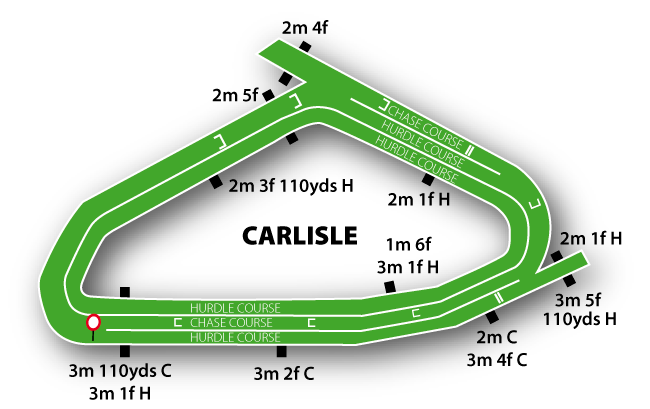 2m 4f
2m 5f
CHASE COURSE
HURDLE COURSE
HURDLE COURSE
2m 3f 110yds H
2m 1f H
CARLISLE
1m 6f
3m 1f H
2m 1f H
3m 5f
110yds H
HURDLE COURSE
CHASE COURSE
HURDLE COURSE
2m C
3m 4f C
3m 110yds C
3m 1f H
3m 2f C